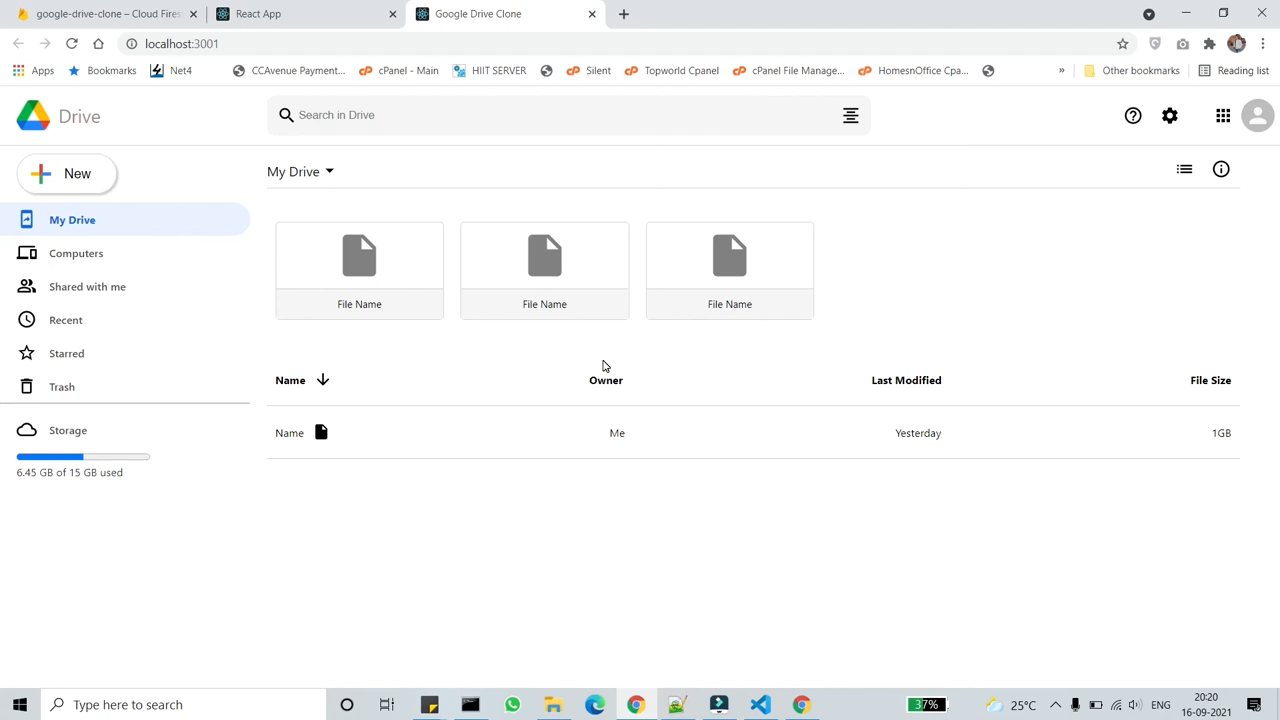 google-drive-clone – Cloud Fires
React App
Google Drive Clone
localhost:3001
Apps
Bookmarks
Net4
CCAvenue Payment...
cPanel - Main
HIIT SERVER
Silent
Topworld Cpanel
cPanel File Manage...
HomesnOffice Cpa...
»
Other bookmarks
Reading list
Drive
Search in Drive
New
My Drive
My Drive
Computers
Shared with me
Recent
Starred
Trash
Storage
6.45 GB of 15 GB used
File Name
File Name
File Name
Name
Owner
Last Modified
File Size
Name
Me
Yesterday
1GB
Type here to search
37%
25°C
ENG
20:20
16-09-2021